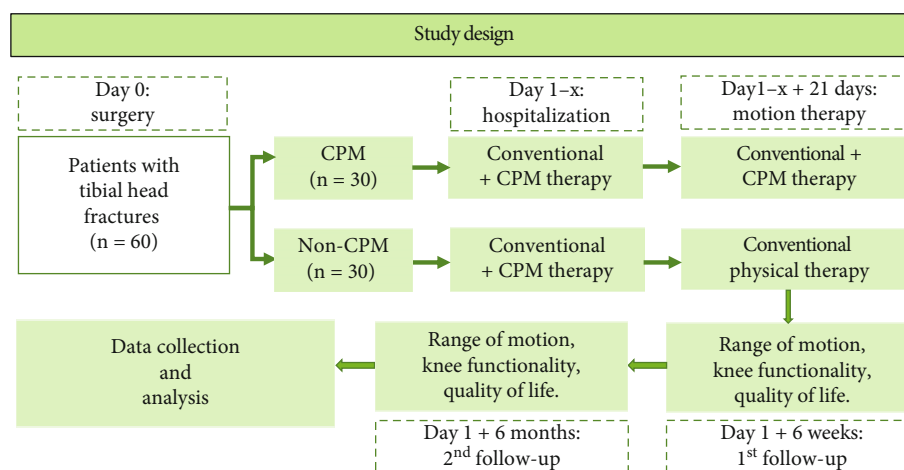 Study design
Day 0:
surgery
Day 1–x:
hospitalization
Day1–x + 21 days:
motion therapy
Patients with
tibial head
fractures
(n = 60)
CPM
(n = 30)
Conventional
+ CPM therapy
Conventional +
CPM therapy
Non-CPM
(n = 30)
Conventional
+ CPM therapy
Conventional
physical therapy
Data collection
and
analysis
Range of motion,
knee functionality,
quality of life.
Range of motion,
knee functionality,
quality of life.
Day 1 + 6 months:
2nd follow-up
Day 1 + 6 weeks:
1st follow-up